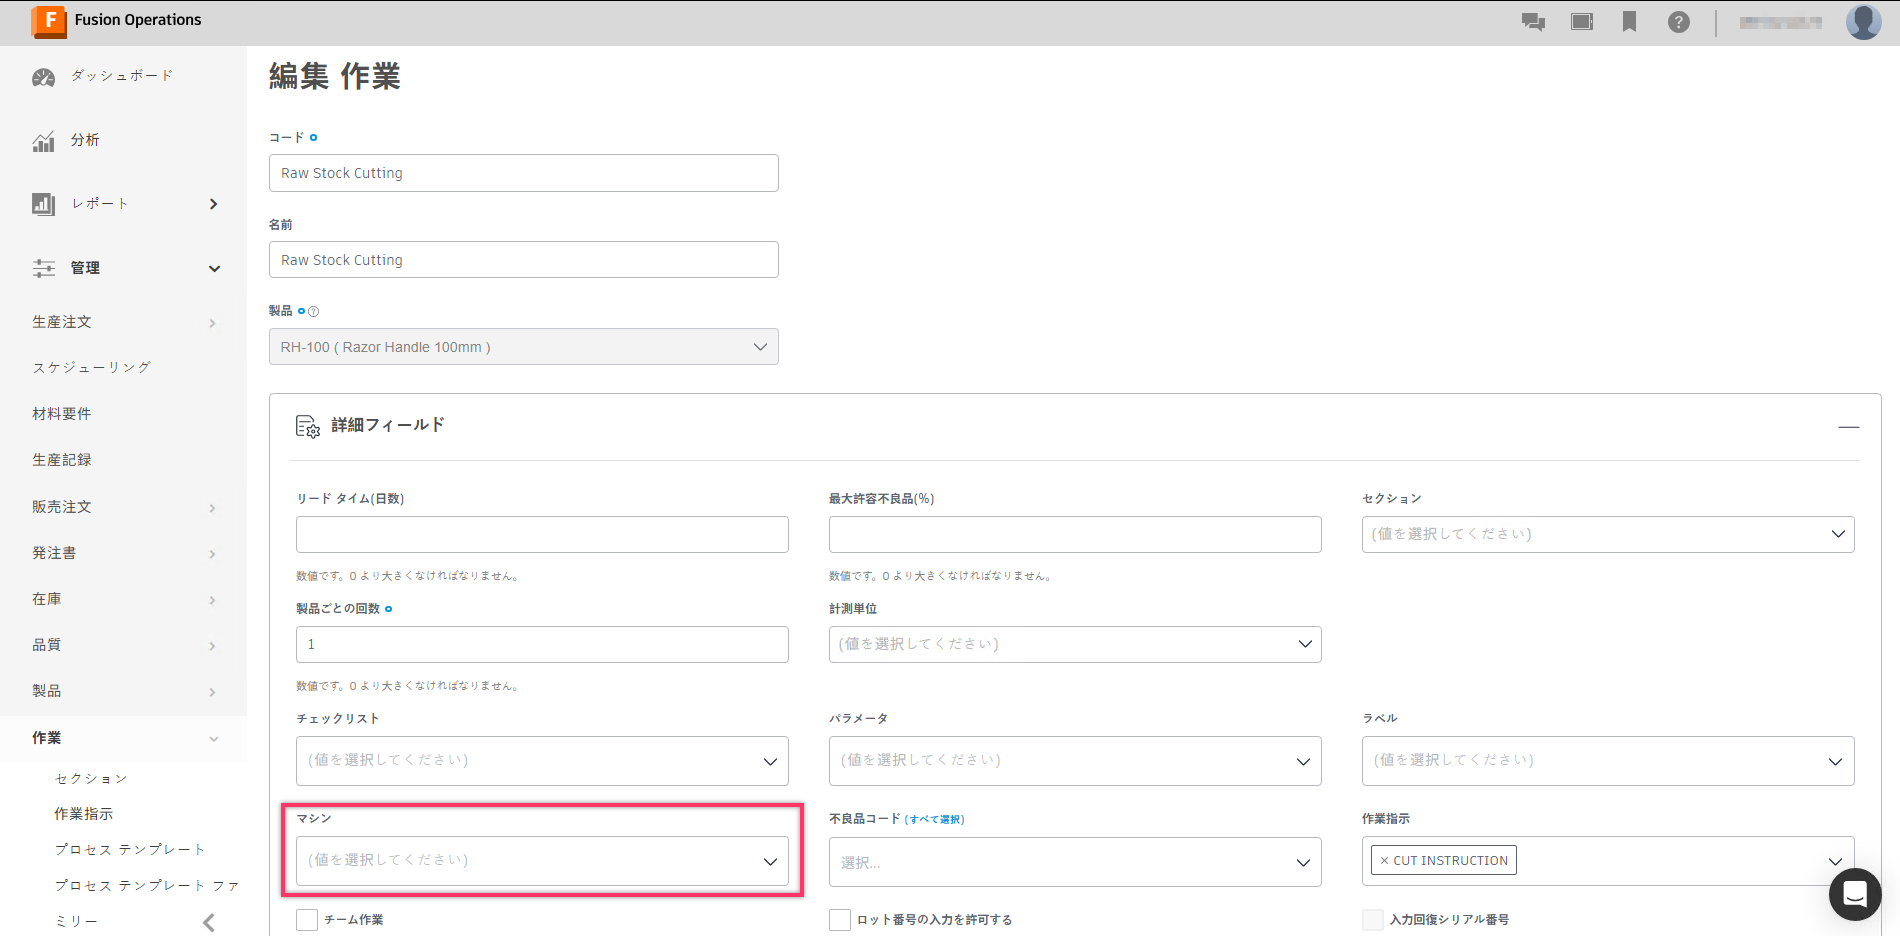 F Fusion Operations
?
ダッシュボード
分析
レポート
管理
生産注文
スケジューリング
材料要件
生産記録
販売注文
発注書
在庫
品質
製品
作業
セクション
作業指示
プロセス テンプレート
プロセス テンプレート ファ
ミリー
編集 作業
コード
Raw Stock Cutting
名前
Raw Stock Cutting
製品 ?
RH-100 ( Razor Handle 100mm )
詳細フィールド
リード タイム(日数)
最大許容不良品(%)
セクション
(値を選択してください)
数値です。0 より大きくなければなりません。
数値です。0 より大きくなければなりません。
製品ごとの回数
計測単位
1
(値を選択してください)
数値です。0 より大きくなければなりません。
チェックリスト
パラメータ
ラベル
(値を選択してください)
(値を選択してください)
(値を選択してください)
マシン
不良品コード (すべて選択)
作業指示
(値を選択してください)
選択...
× CUT INSTRUCTION
チーム作業
ロット番号の入力を許可する
入力回復シリアル番号